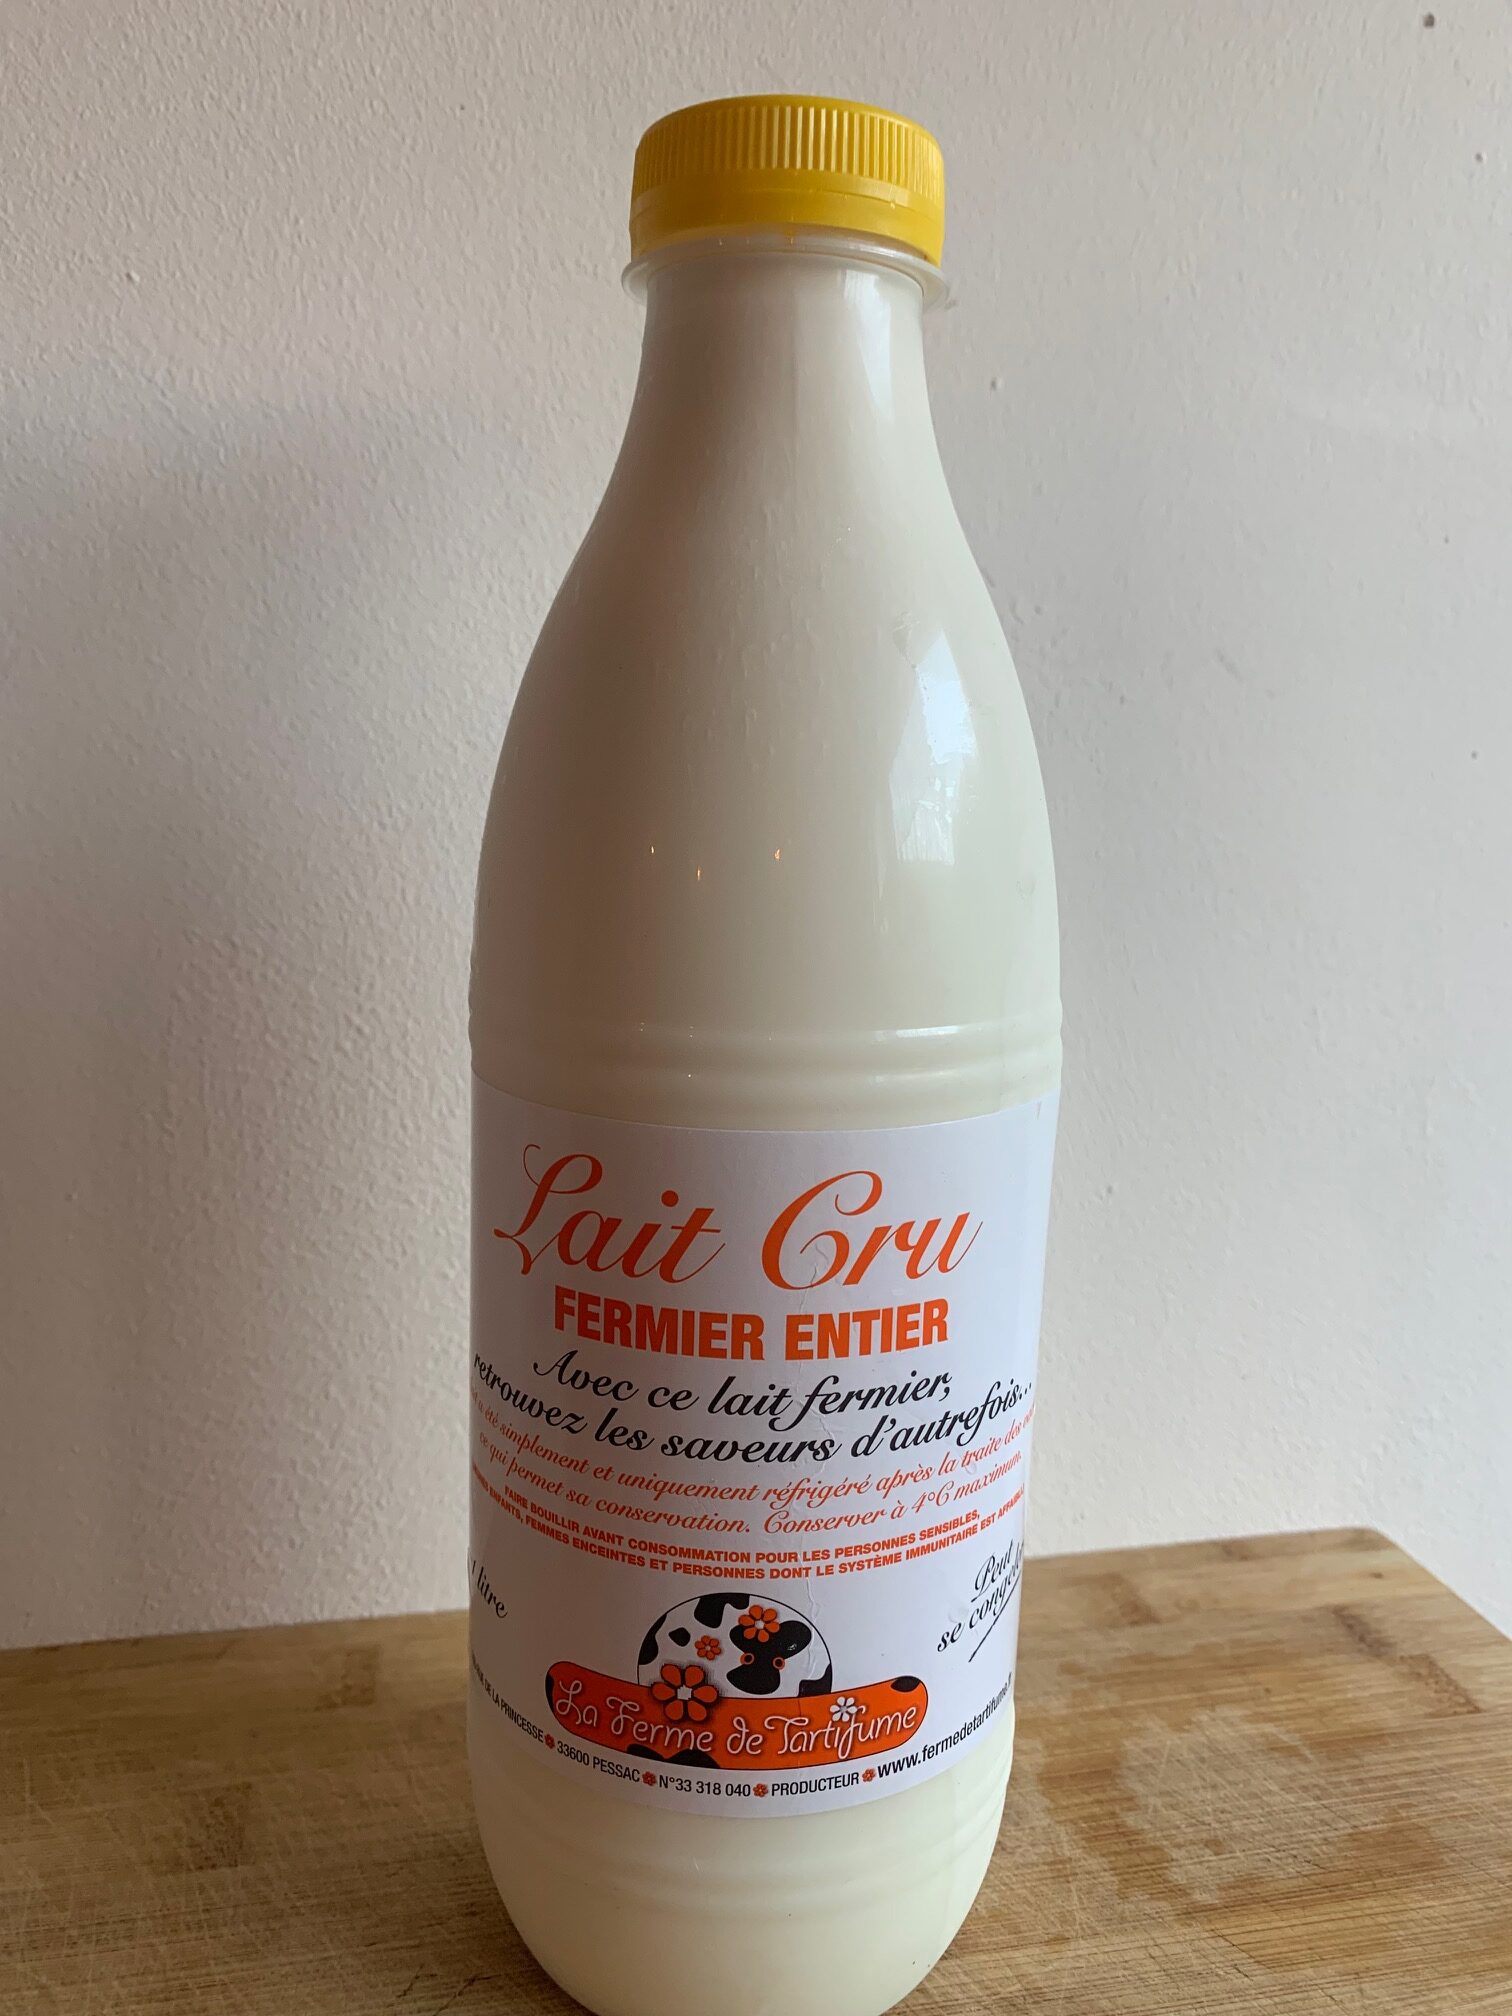 Lait Cru
FERMIER ENTIER
Avec ce lait fermier,
retrouvez les saveurs d'autrefois...
été simplement et uniquement réfrigéré après la traite des
ce qui permet sa conservation. Conserver à 4°C maximum.
FAIRE BOUILLIR AVANT CONSOMMATION POUR LES PERSONNES SENSIBLES,
ENFANTS, FEMMES ENCEINTES ET PERSONNES DONT LE SYSTÈME IMMUNITAIRE EST
1 litre
Peut
se
La Ferme de Tartifume
DE LA PRINCESSE 33600 PESSAC N°33 318 040 PRODUCTEUR www.fermedetartifume.